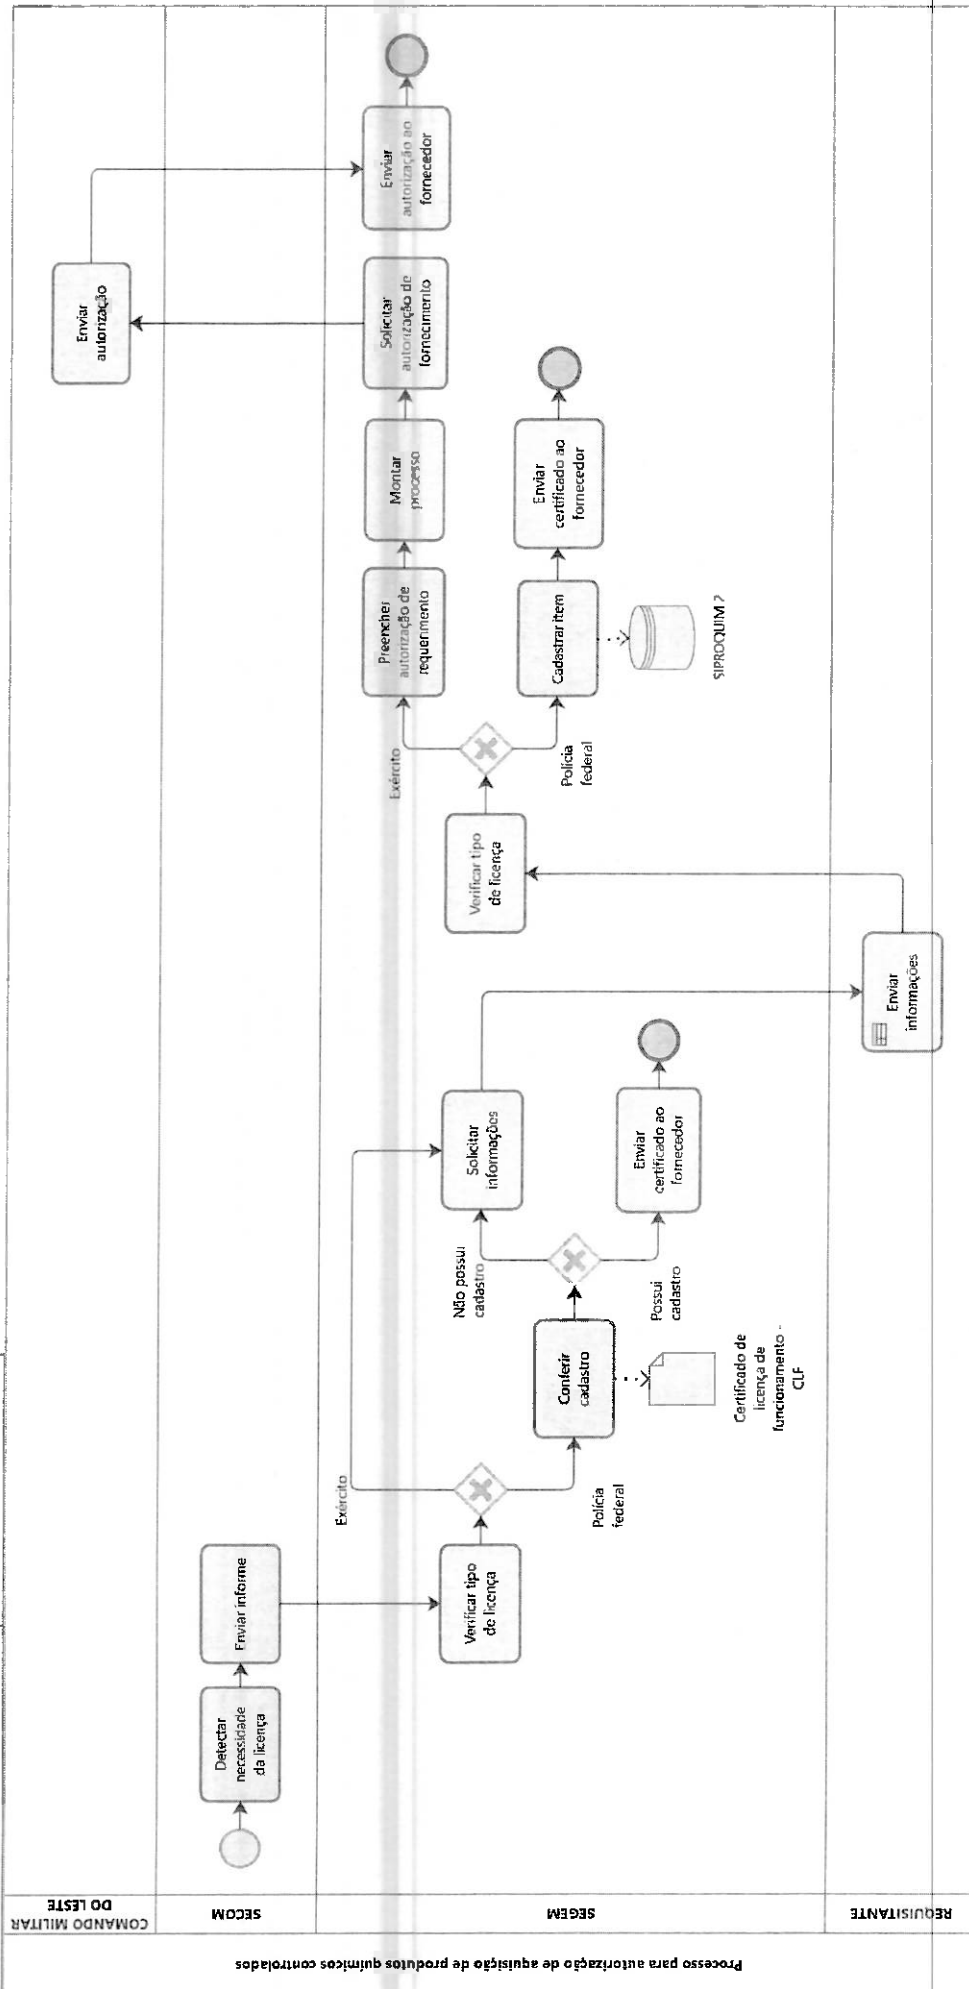 Processo para autorização de aquisição de produtos químicos controlados
COMANDO MILITAR
DO LESTE
SECOM
SEGEM
REQUISITANTE
Detectar
necessidade
da licença
Enviar informe
Verificar tipo
de licença
Exército
Polícia
federal
Conferir
cadastro
Certificado de
licença de
funcionamento -
CLF
Não possui
cadastro
Possui
cadastro
Solicitar
informações
Enviar
certificado ao
fornecedor
Enviar
informações
Verificar tipo
de licença
Exército
Polícia
federal
Preencher
autorização de
requerimento
Montar
processo
Solicitar
autorização de
fornecimento
Enviar
autorização
Enviar
autorização ao
fornecedor
Cadastrar item
SIPROQUIM 2
Enviar
certificado ao
fornecedor